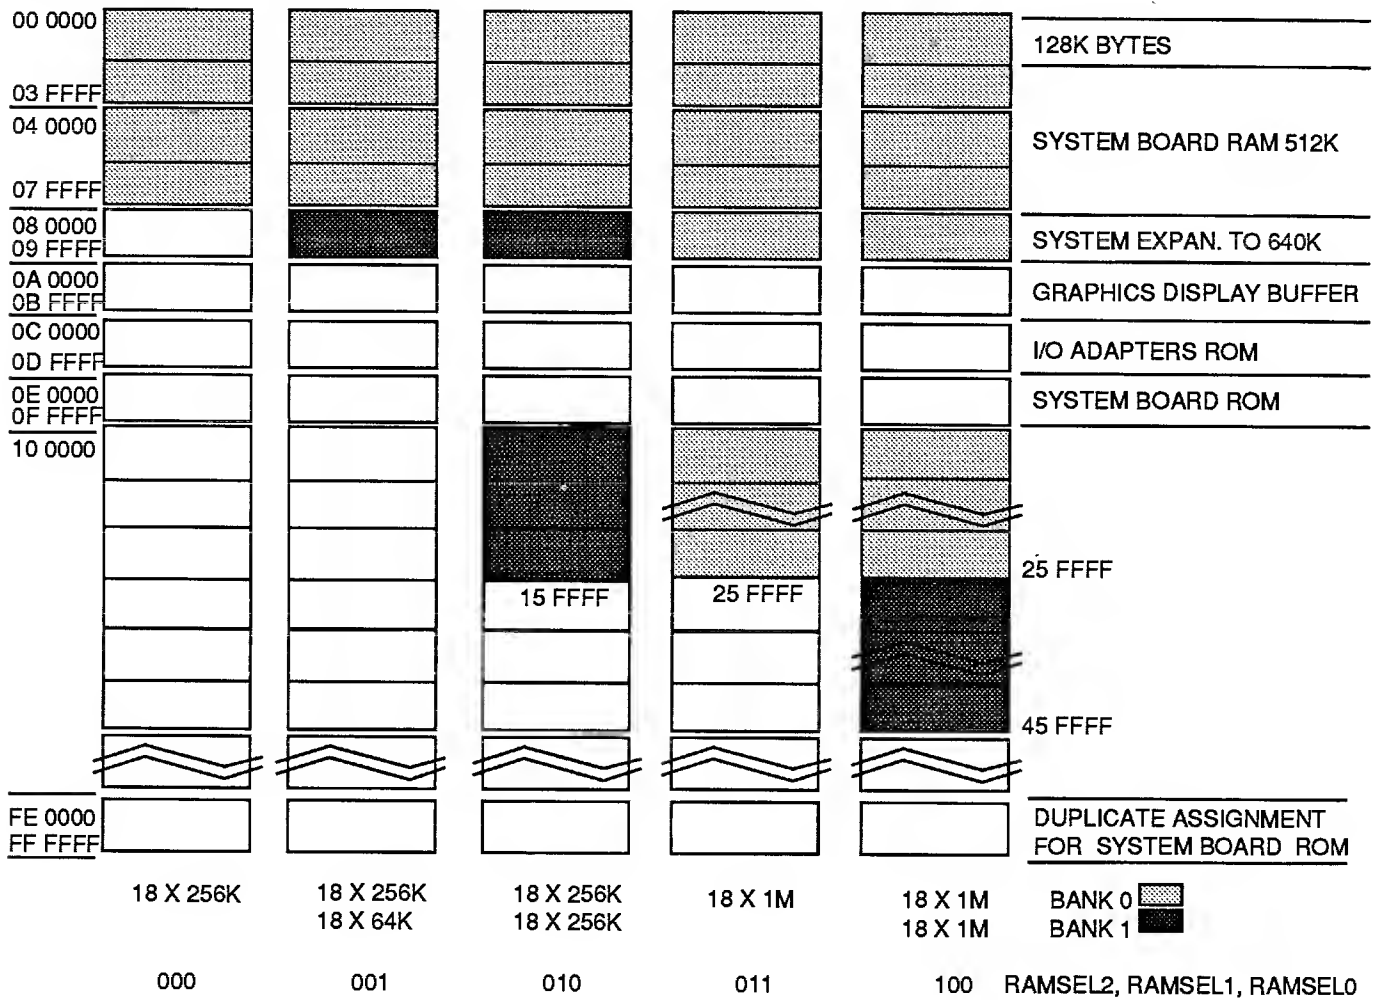 00 0000
128K BYTES
03 FFFF
04 0000
SYSTEM BOARD RAM 512K
07 FFFF
08 0000
09 FFFF
SYSTEM EXPAN. TO 640K
0A 0000
0B FFFF
GRAPHICS DISPLAY BUFFER
0C 0000
0D FFFF
I/O ADAPTERS ROM
0E 0000
0F FFFF
SYSTEM BOARD ROM
10 0000
15 FFFF
25 FFFF
25 FFFF
45 FFFF
FE 0000
FF FFFF
DUPLICATE ASSIGNMENT
FOR SYSTEM BOARD ROM
18 X 256K
18 X 256K
18 X 64K
18 X 256K
18 X 256K
18 X 1M
18 X 1M
18 X 1M
BANK 0
BANK 1
000 001 010 011 100 RAMSEL2, RAMSEL1, RAMSEL0